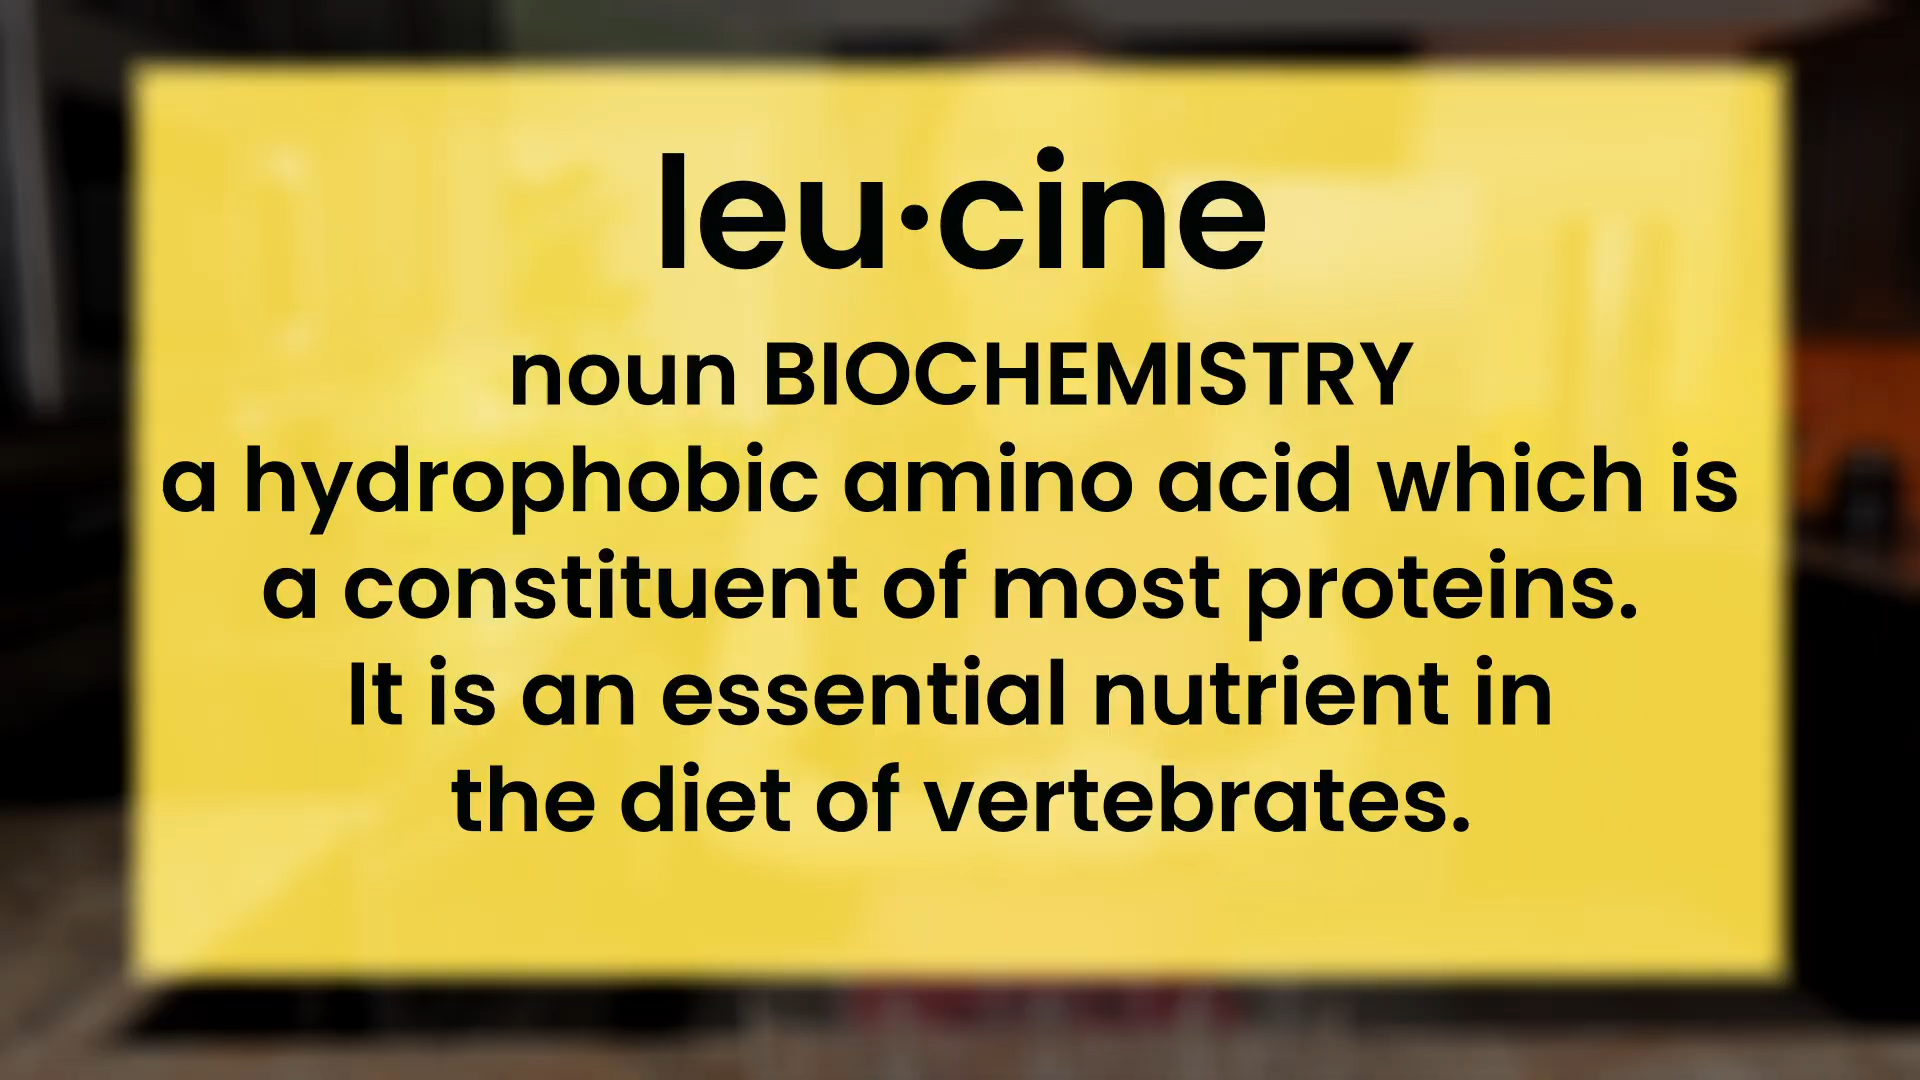 leu·cine
noun BIOCHEMISTRY
a hydrophobic amino acid which is
a constituent of most proteins.
It is an essential nutrient in
the diet of vertebrates.